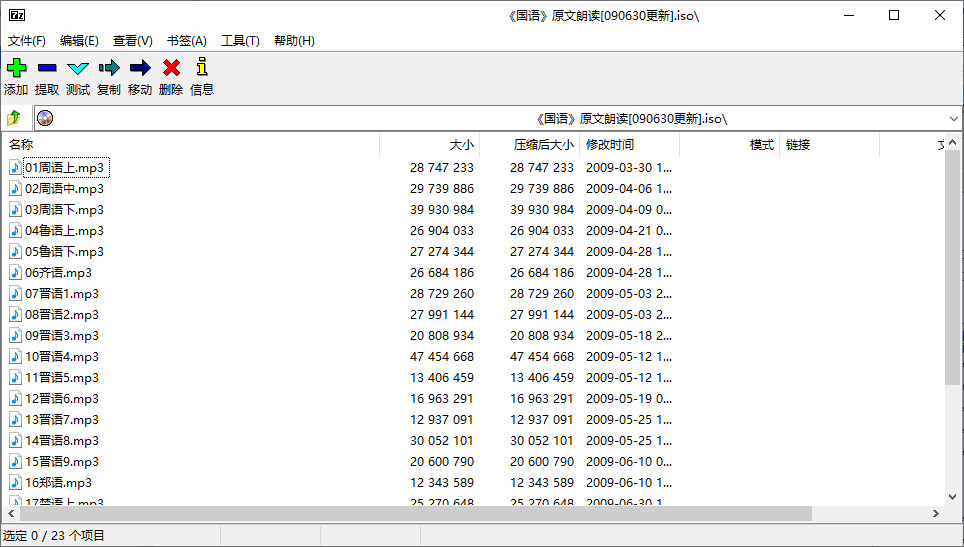 《国语》原文朗读[090630更新].iso\
文件(F) 编辑(E) 查看(V) 书签(A) 工具(T) 帮助(H)
添加 提取 测试 复制 移动 删除 信息
《国语》原文朗读[090630更新].iso\
名称 大小 压缩后大小 修改时间 模式 链接
01周语上.mp3 28 747 233 28 747 233 2009-03-30 1...
02周语中.mp3 29 739 886 29 739 886 2009-04-06 1...
03周语下.mp3 39 930 984 39 930 984 2009-04-09 0...
04鲁语上.mp3 26 904 033 26 904 033 2009-04-21 0...
05鲁语下.mp3 27 274 344 27 274 344 2009-04-28 1...
06齐语.mp3 26 684 186 26 684 186 2009-04-28 1...
07晋语1.mp3 28 729 260 28 729 260 2009-05-03 2...
08晋语2.mp3 27 991 144 27 991 144 2009-05-03 2...
09晋语3.mp3 20 808 934 20 808 934 2009-05-18 2...
10晋语4.mp3 47 454 668 47 454 668 2009-05-12 1...
11晋语5.mp3 13 406 459 13 406 459 2009-05-12 1...
12晋语6.mp3 16 963 291 16 963 291 2009-05-19 0...
13晋语7.mp3 12 937 091 12 937 091 2009-05-25 1...
14晋语8.mp3 30 052 101 30 052 101 2009-05-25 1...
15晋语9.mp3 20 600 790 20 600 790 2009-06-10 0...
16郑语.mp3 12 343 589 12 343 589 2009-06-10 1...
17楚语上.mp3 25 270 648 25 270 648 2009-06-30 1...
选定 0 / 23 个项目